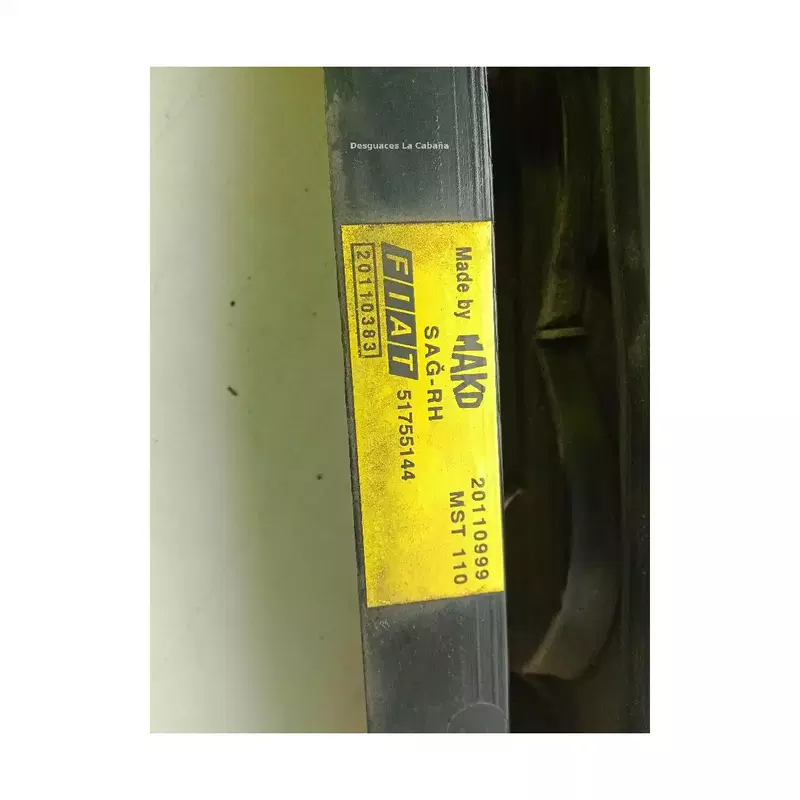 Desguaces La Cabaña
Made by MAKO 20110999
SAĞ-RH MST 110
FIAT 51755144
20110383